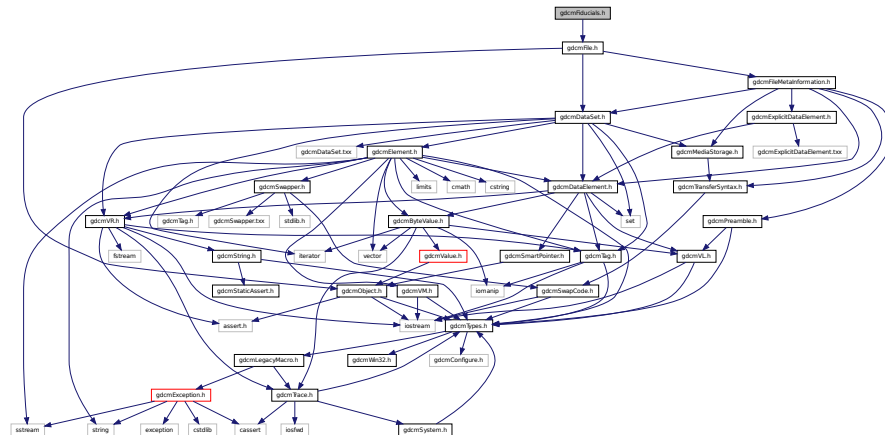 gdcmFiducials.h
gdcmFile.h
gdcmFileMetaInformation.h
gdcmDataSet.h
gdcmExplicitDataElement.h
gdcmDataSet.txx
gdcmElement.h
gdcmMediaStorage.h
gdcmExplicitDataElement.txx
gdcmSwapper.h
limits
cmath
cstring
gdcmDataElement.h
gdcmTransferSyntax.h
gdcmVR.h
gdcmTag.h
gdcmSwapper.txx
stdlib.h
gdcmByteValue.h
set
gdcmPreamble.h
fstream
gdcmString.h
iterator
vector
gdcmValue.h
gdcmSmartPointer.h
gdcmTag.h
gdcmVL.h
gdcmStaticAssert.h
gdcmObject.h
gdcmVM.h
iomanip
gdcmSwapCode.h
assert.h
iostream
gdcmTypes.h
gdcmLegacyMacro.h
gdcmWin32.h
gdcmConfigure.h
gdcmException.h
gdcmTrace.h
sstream
string
exception
cstdlib
cassert
iosfwd
gdcmSystem.h